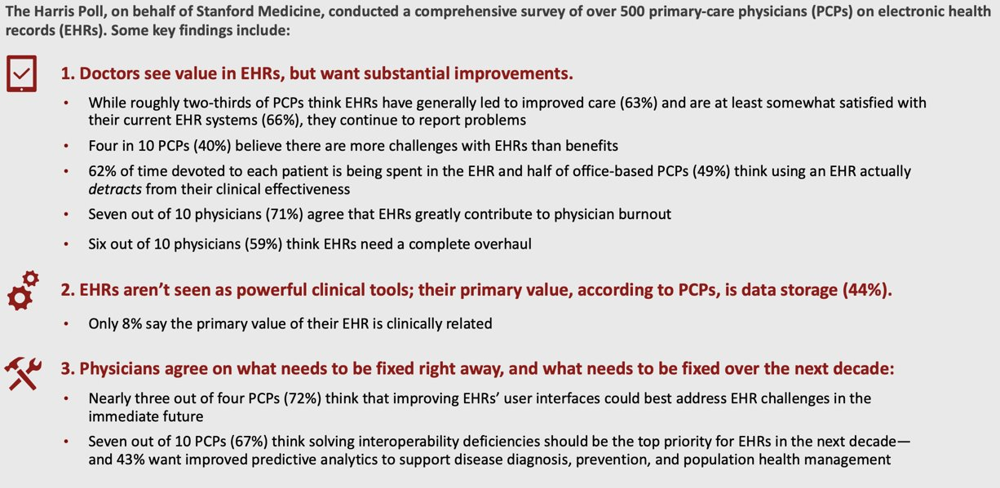 The Harris Poll, on behalf of Stanford Medicine, conducted a comprehensive survey of over 500 primary-care physicians (PCPs) on electronic health
records (EHRs). Some key findings include:
1. Doctors see value in EHRs, but want substantial improvements.
• While roughly two-thirds of PCPs think EHRs have generally led to improved care (63%) and are at least somewhat satisfied with
their current EHR systems (66%), they continue to report problems
• Four in 10 PCPs (40%) believe there are more challenges with EHRs than benefits
• 62% of time devoted to each patient is being spent in the EHR and half of office-based PCPs (49%) think using an EHR actually
detracts from their clinical effectiveness
• Seven out of 10 physicians (71%) agree that EHRs greatly contribute to physician burnout
• Six out of 10 physicians (59%) think EHRs need a complete overhaul
2. EHRs aren’t seen as powerful clinical tools; their primary value, according to PCPs, is data storage (44%).
• Only 8% say the primary value of their EHR is clinically related
3. Physicians agree on what needs to be fixed right away, and what needs to be fixed over the next decade:
• Nearly three out of four PCPs (72%) think that improving EHRs’ user interfaces could best address EHR challenges in the
immediate future
• Seven out of 10 PCPs (67%) think solving interoperability deficiencies should be the top priority for EHRs in the next decade—
and 43% want improved predictive analytics to support disease diagnosis, prevention, and population health management